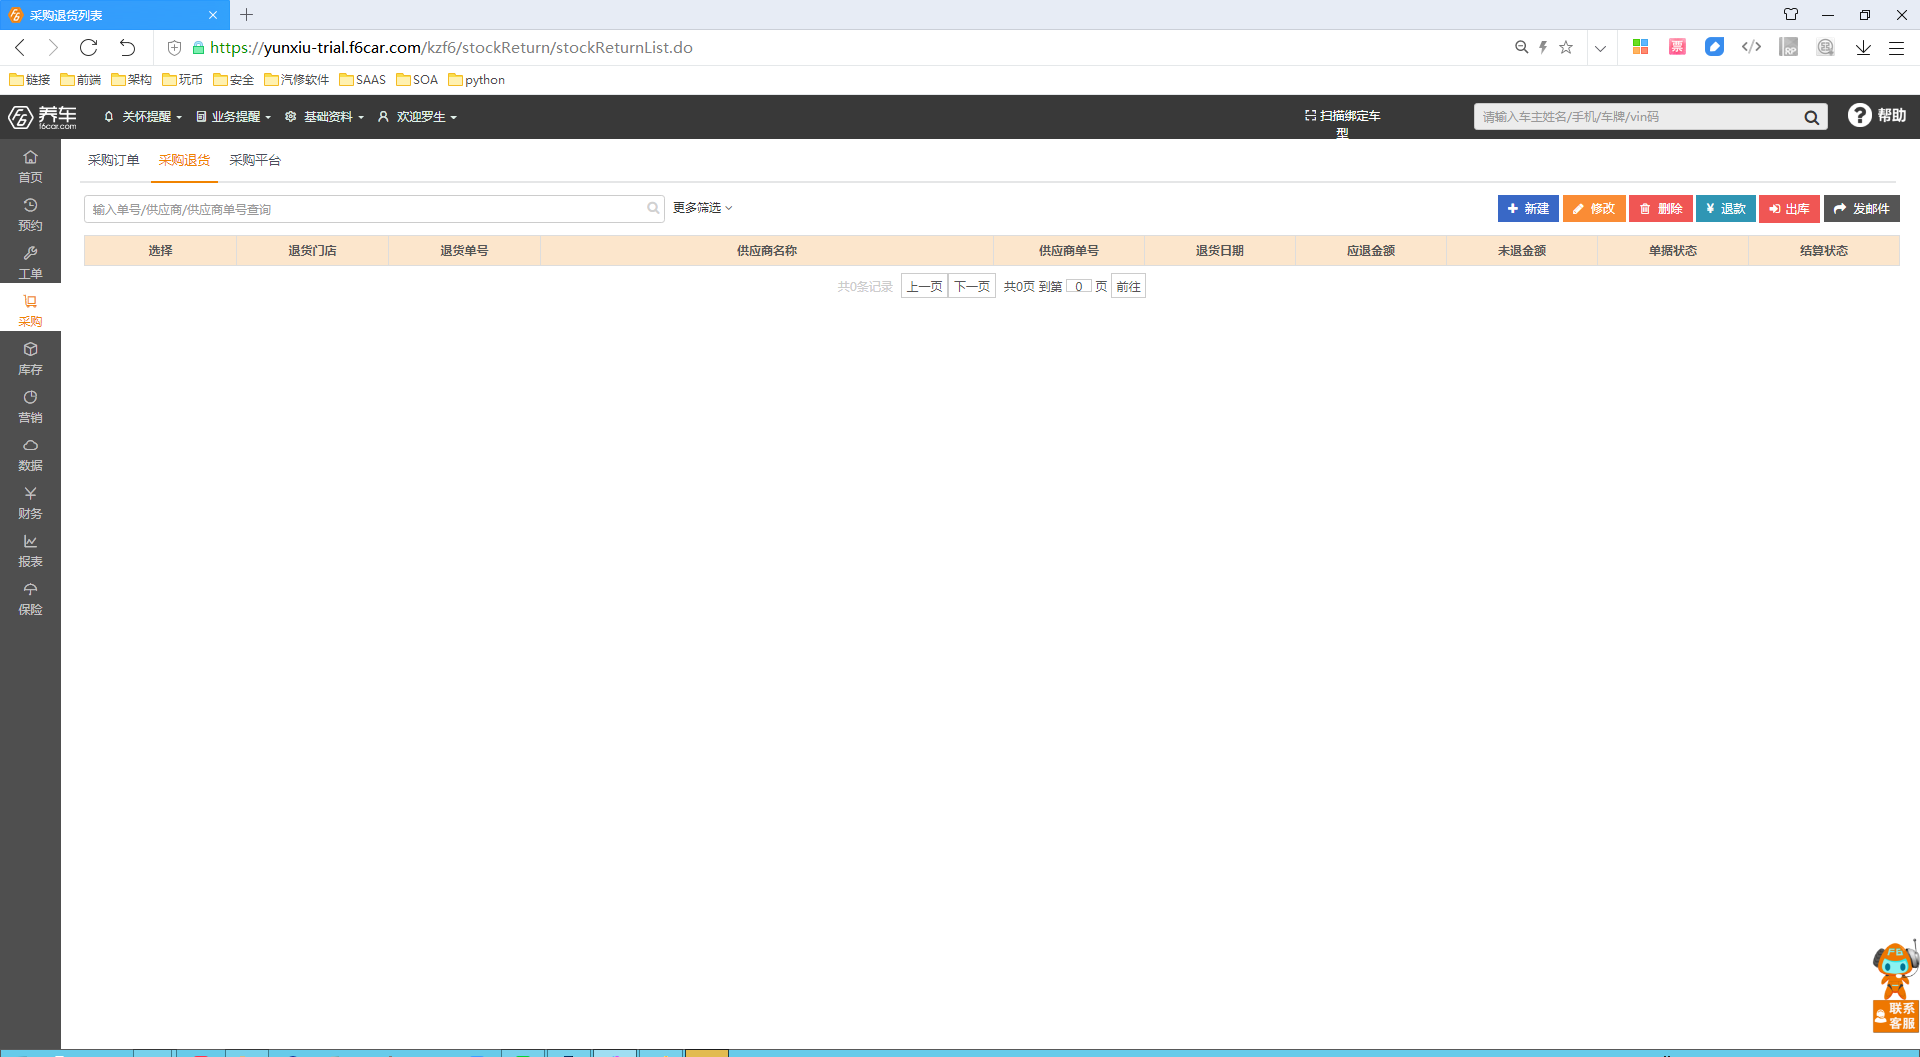 采购退货列表
https://yunxiu-trial.f6car.com/kzf6/stockReturn/stockReturnList.do
票
RP
链接 前端 架构 玩币 安全 汽修软件 SAAS SOA python
F6 养车 f6car.com
关怀提醒 业务提醒 基础资料 欢迎罗生
扫描绑定车
型
请输入车主姓名/手机/车牌/vin码
帮助
首页
预约
工单
采购
库存
营销
数据
财务
报表
保险
采购订单 采购退货 采购平台
输入单号/供应商/供应商单号查询
更多筛选
新建 修改 删除 ¥ 退款 出库 发邮件
选择 退货门店 退货单号 供应商名称 供应商单号 退货日期 应退金额 未退金额 单据状态 结算状态
共0条记录 上一页 下一页 共0页 到第 0 页 前往
F6
联系
客服